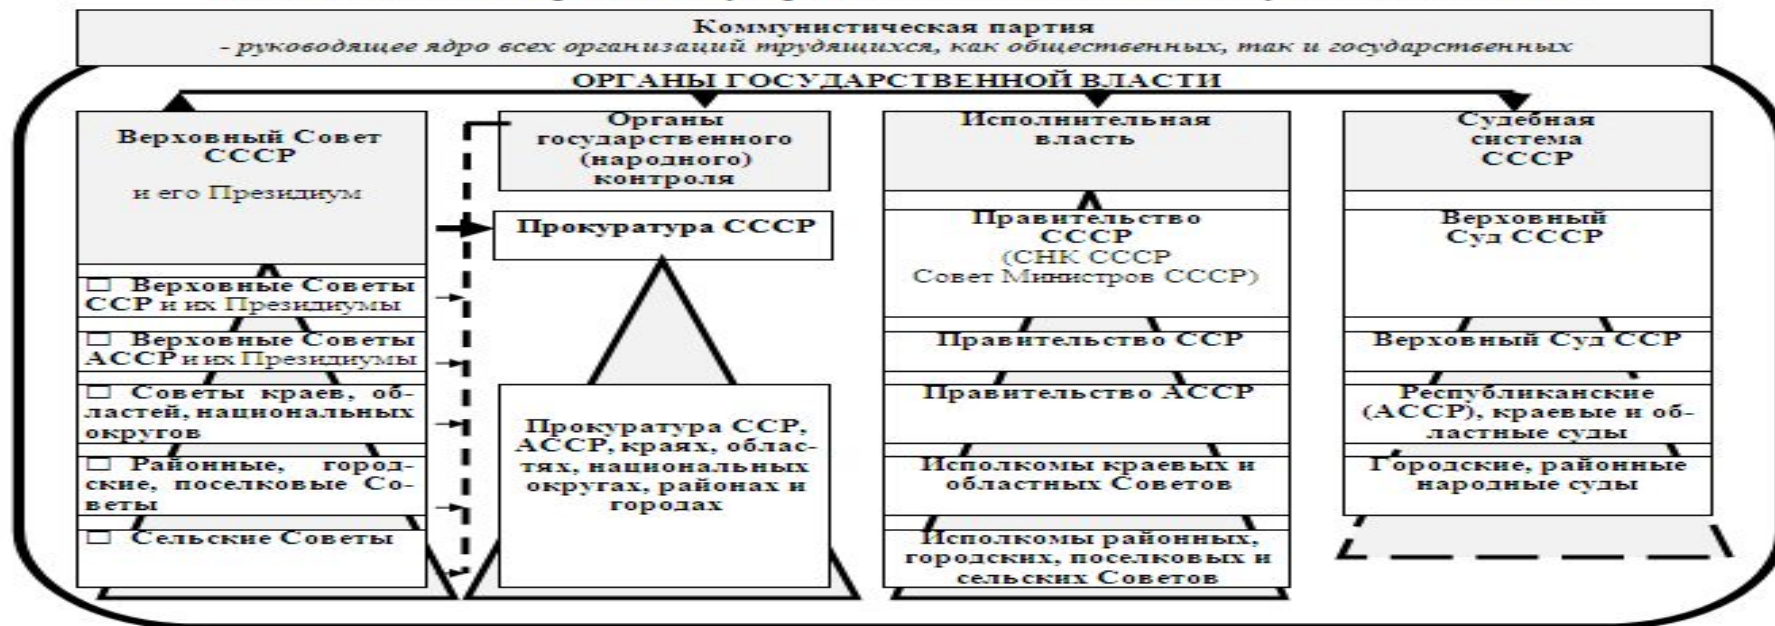 Коммунистическая партия
- руководящее ядро всех организаций трудящихся, как общественных, так и государственных
ОРГАНЫ ГОСУДАРСТВЕННОЙ ВЛАСТИ
Верховный Совет
СССР
и его Президиум
□ Верховные Советы
ССР и их Президиумы
□ Верховные Советы
АССР и их Президиумы
□ Советы краев, об-
ластей, национальных
округов
□ Районные, город-
ские, поселковые Со-
веты
□ Сельские Советы
Органы
государственного
(народного)
контроля
Прокуратура СССР
Прокуратура ССР,
АССР, краях, облас-
тях, национальных
округах, районах и
городах
Исполнительная
власть
Правительство
СССР
(СНК СССР
Совет Министров СССР)
Правительство ССР
Правительство АССР
Исполкомы краевых и
областных Советов
Исполкомы районных,
городских, поселковых и
сельских Советов
Судебная
система
СССР
Верховный
Суд СССР
Верховный Суд ССР
Республиканские
(АССР), краевые и об-
ластные суды
Городские, районные
народные суды